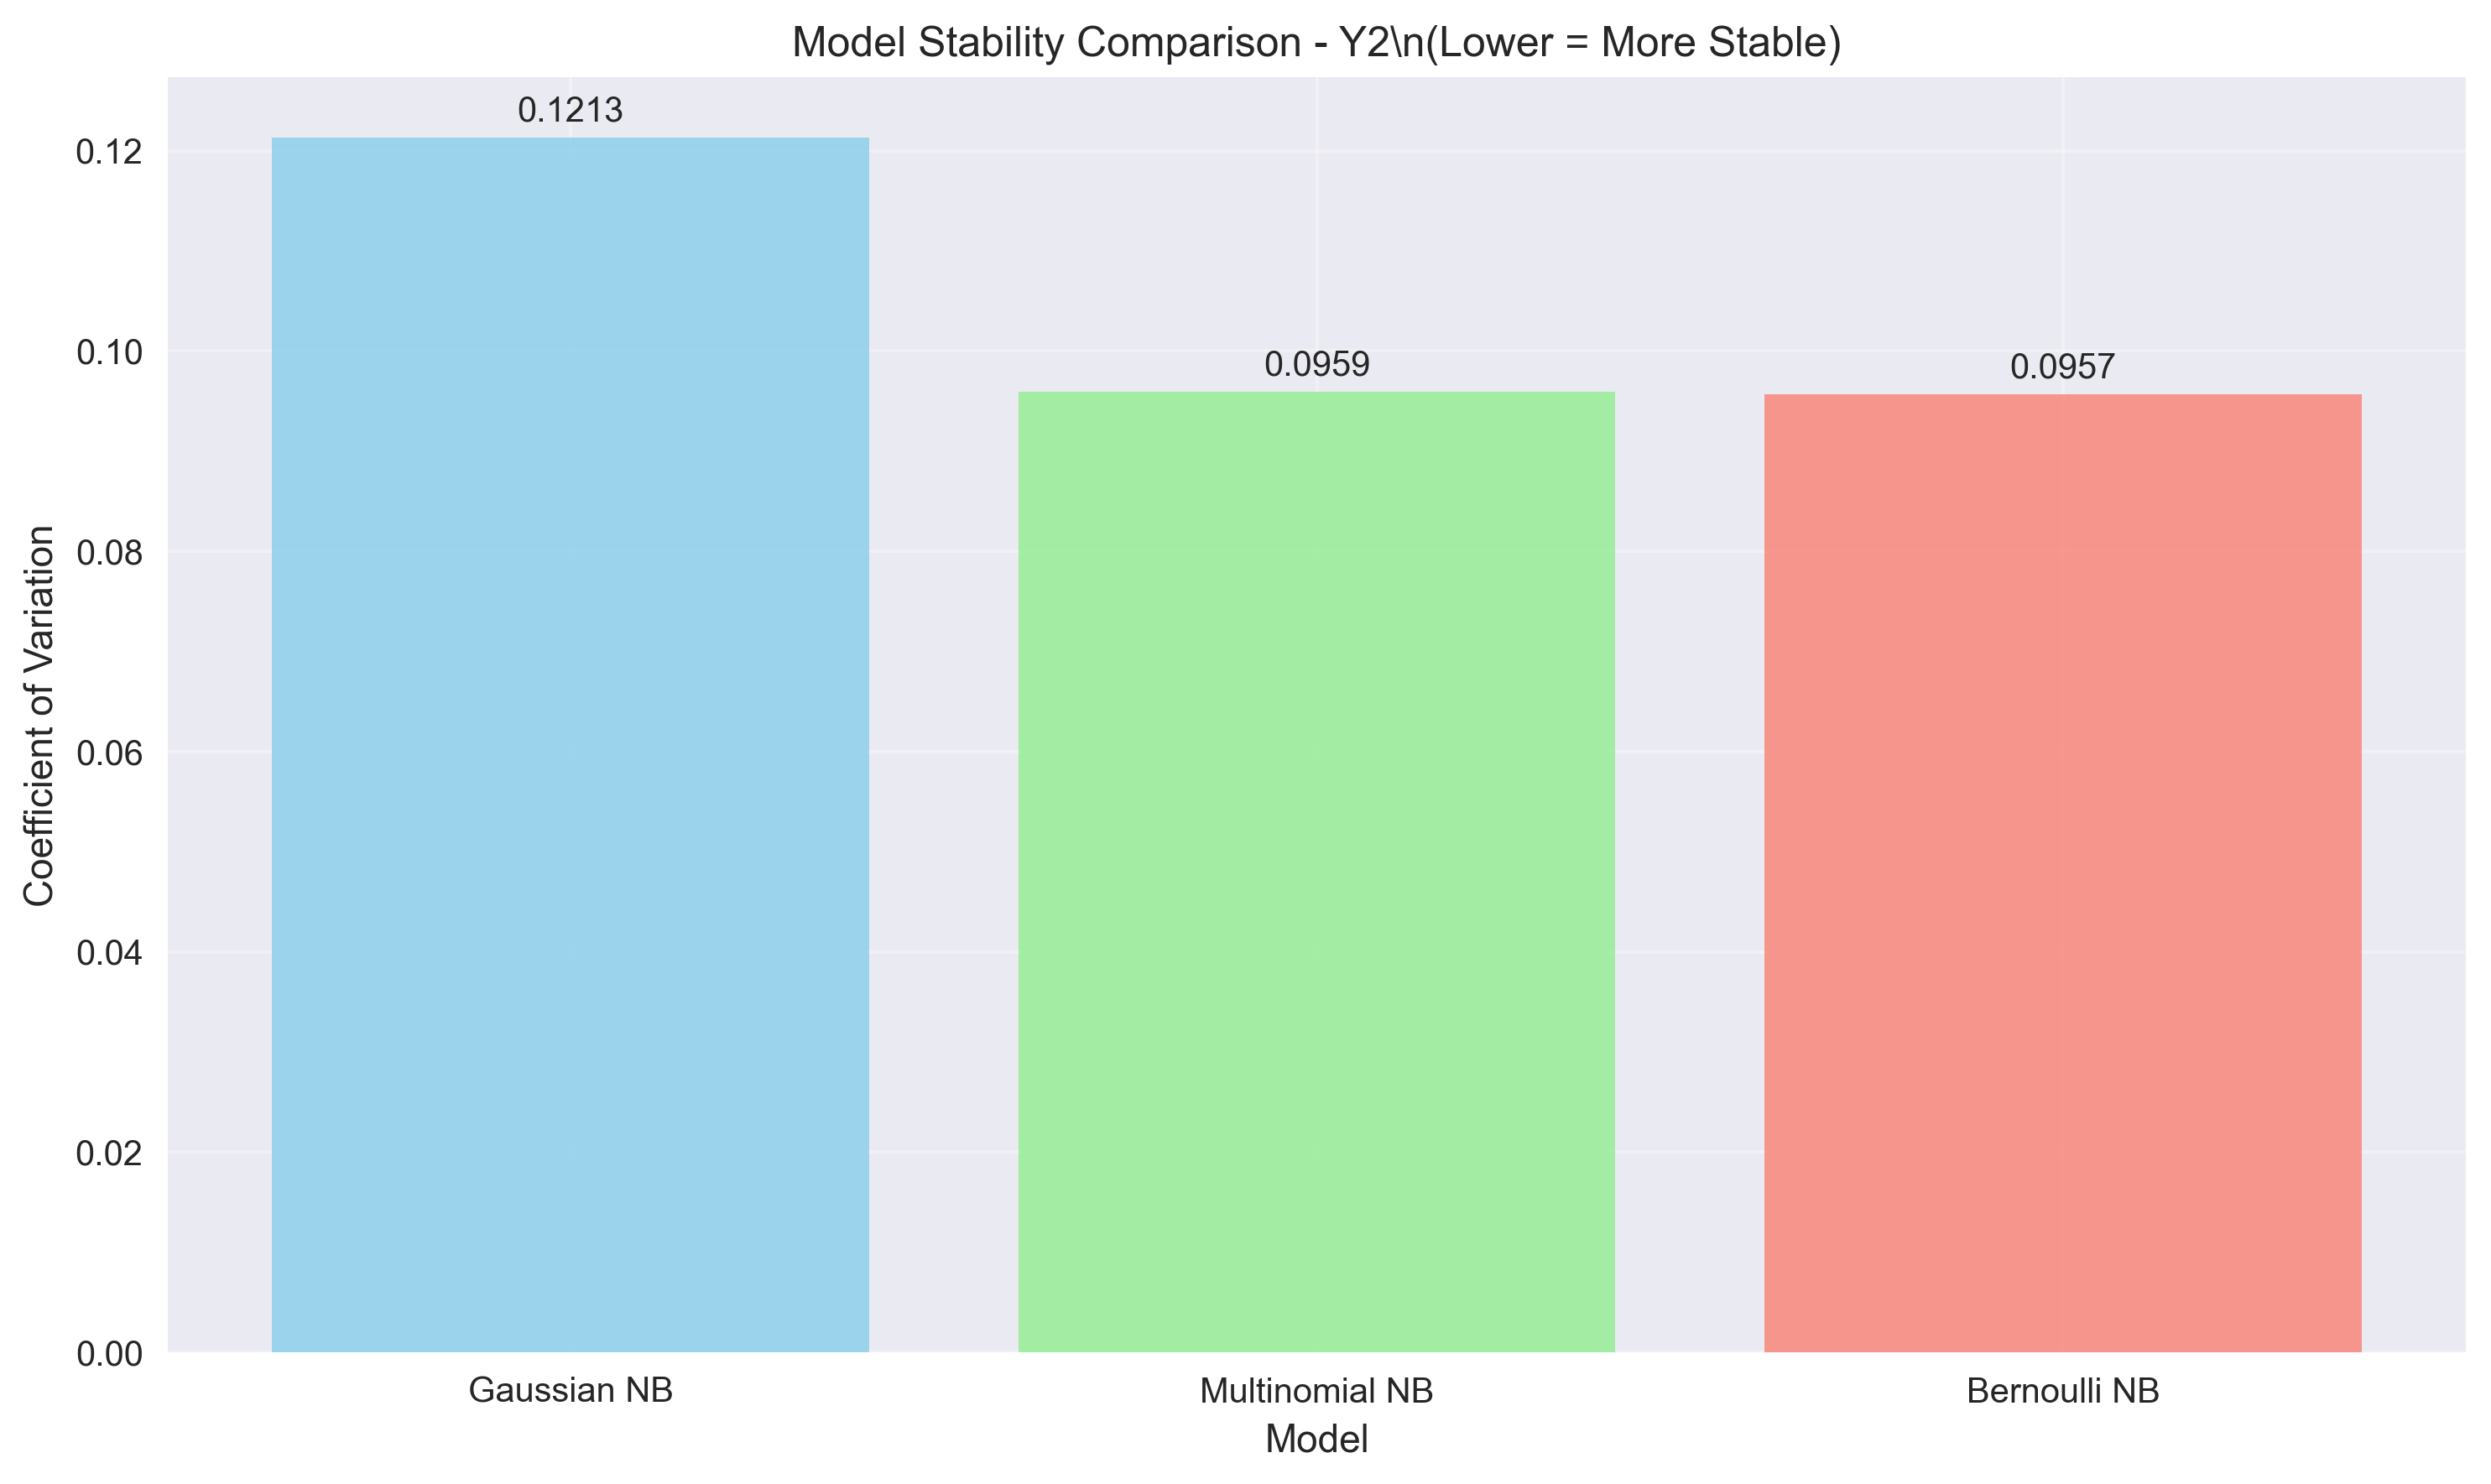 Model Stability Comparison - Y2\n(Lower = More Stable)
0.1213
0.0959
0.0957
0.12
0.10
0.08
0.06
0.04
0.02
0.00
Coefficient of Variation
Gaussian NB
Multinomial NB
Bernoulli NB
Model